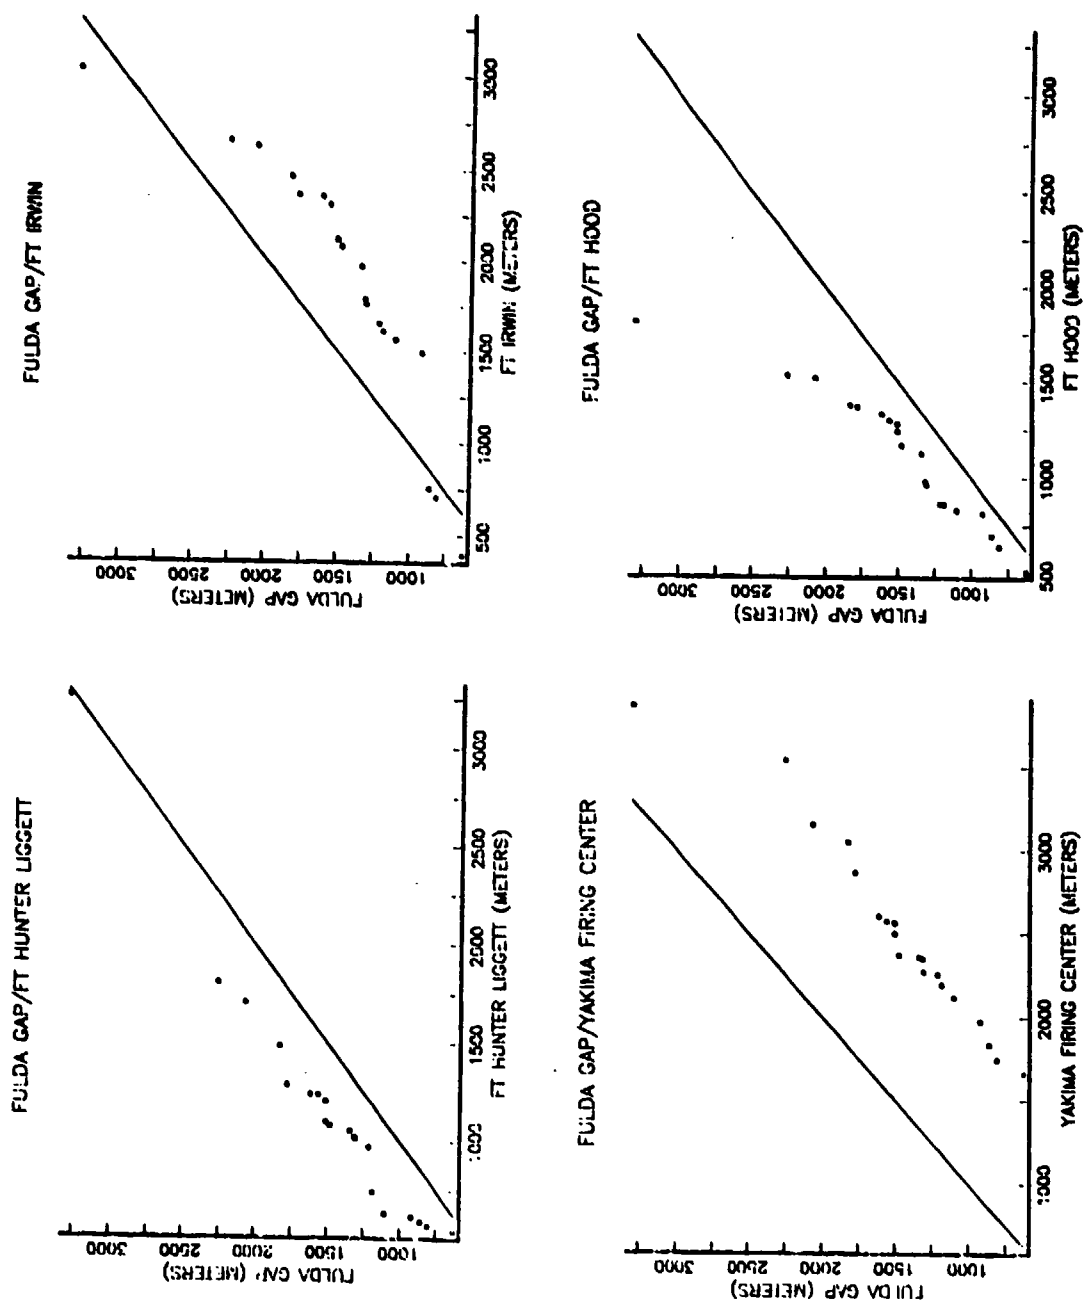 FULDA GAP/FT HUNTER LIGGETT
FULDA GAP (METERS)
3000 2500 2000 1500 1000
1000 1500 2000 2500 3000
FT HUNTER LIGGETT (METERS)
FULDA GAP/FT IRWIN
FULDA GAP (METERS)
3000 2500 2000 1500 1000
500 1000 1500 2000 2500 3000
FT IRWIN (METERS)
FULDA GAP/YAKIMA FIRING CENTER
FULDA GAP (METERS)
3000 2500 2000 1500 1000
1000 2000 3000
YAKIMA FIRING CENTER (METERS)
FULDA GAP/FT HOOD
FULDA GAP (METERS)
3000 2500 2000 1500 1000
500 1000 1500 2000 2500 3000
FT HOOD (METERS)